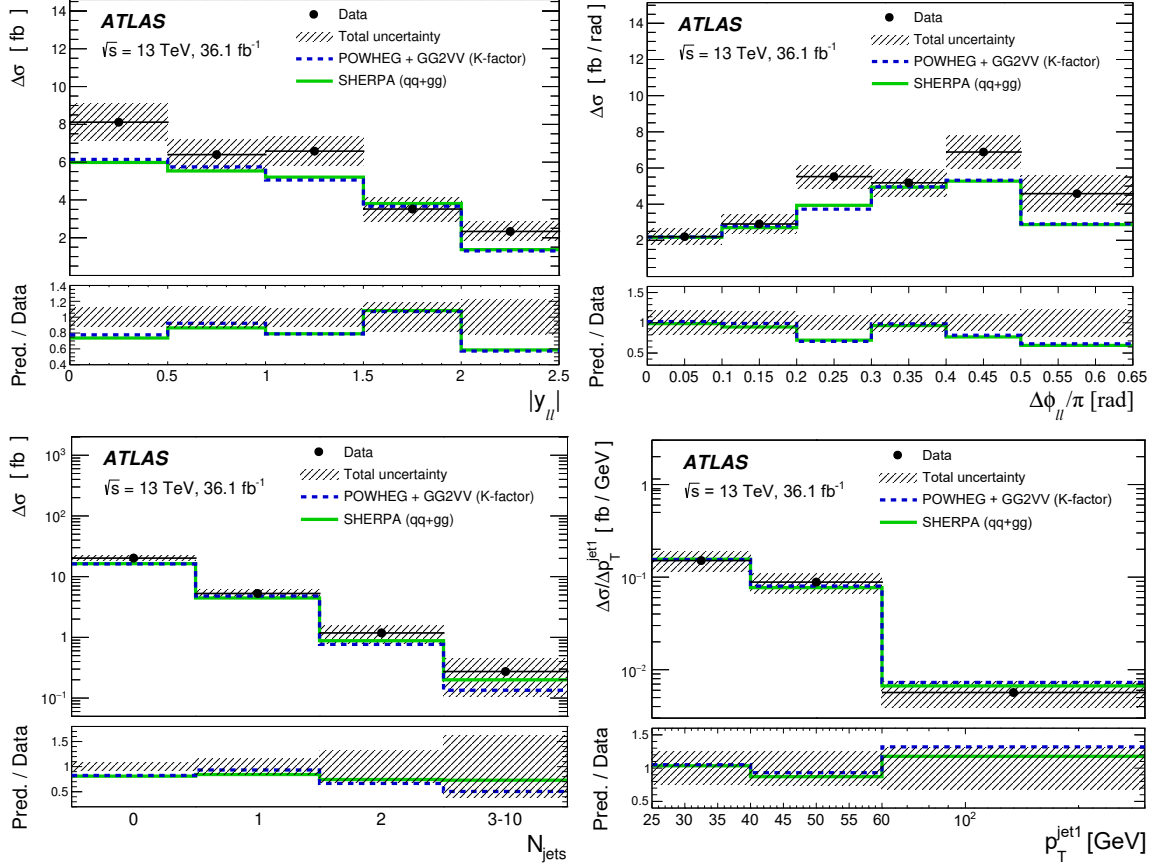 Δσ [ fb ]
ATLAS
√s = 13 TeV, 36.1 fb⁻¹
Data
Total uncertainty
POWHEG + GG2VV (K-factor)
SHERPA (qq+gg)
14
12
10
8
6
4
2
Pred. / Data
1.4
1.2
1
0.8
0.6
0.4
0 0.5 1 1.5 2 2.5
|y_ll|
Δσ [ fb / rad ]
ATLAS
√s = 13 TeV, 36.1 fb⁻¹
Data
Total uncertainty
POWHEG + GG2VV (K-factor)
SHERPA (qq+gg)
14
12
10
8
6
4
2
Pred. / Data
1.5
1
0.5
0 0.05 0.1 0.15 0.2 0.25 0.3 0.35 0.4 0.45 0.5 0.55 0.6 0.65
Δϕ_ll/π [rad]
Δσ [ fb ]
ATLAS
√s = 13 TeV, 36.1 fb⁻¹
Data
Total uncertainty
POWHEG + GG2VV (K-factor)
SHERPA (qq+gg)
10³
10²
10
1
10⁻¹
Pred. / Data
1.5
1
0.5
0 1 2 3-10
N_jets
Δσ/Δp_T^jet1 [ fb / GeV ]
ATLAS
√s = 13 TeV, 36.1 fb⁻¹
Data
Total uncertainty
POWHEG + GG2VV (K-factor)
SHERPA (qq+gg)
1
10⁻¹
10⁻²
Pred. / Data
1.5
1
0.5
25 30 35 40 45 50 55 60 10²
p_T^jet1 [GeV]